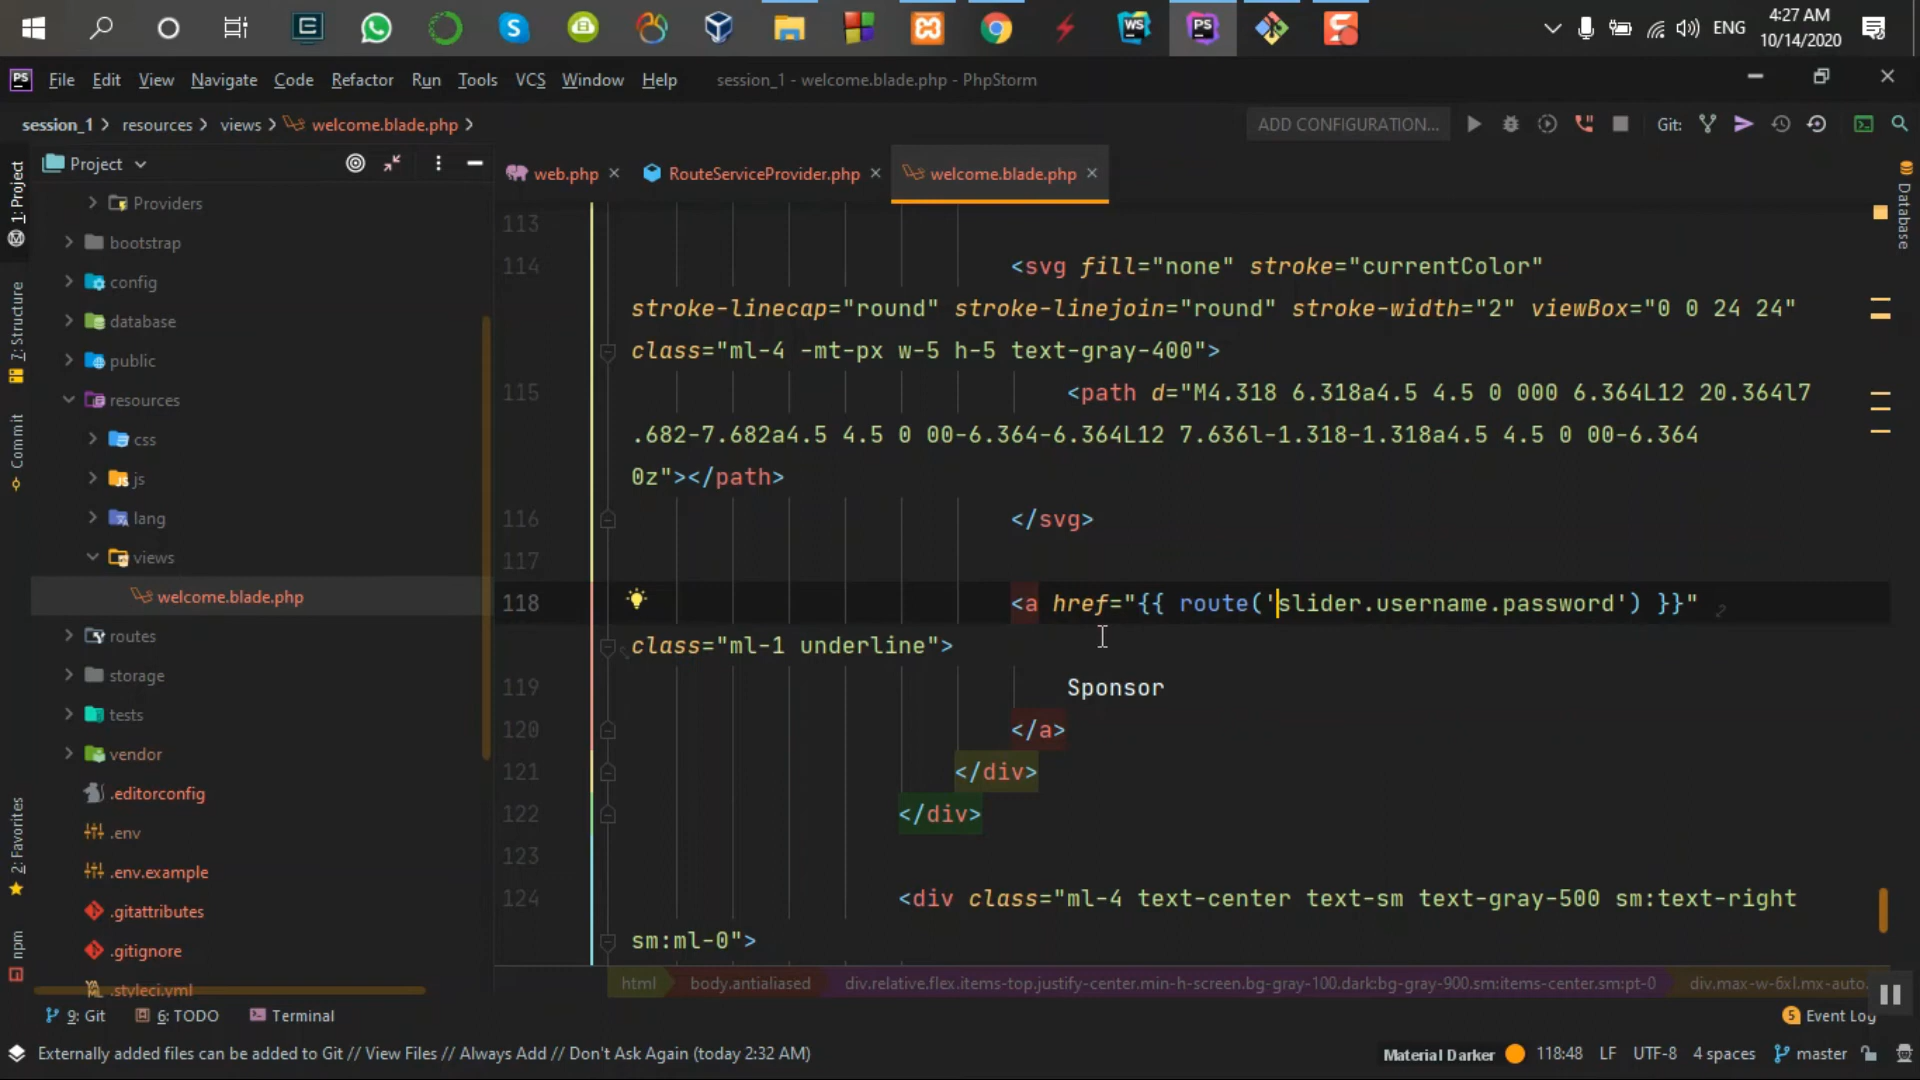 ENG
4:27 AM
10/14/2020
PS
File Edit View Navigate Code Refactor Run Tools VCS Window Help
session_1 - welcome.blade.php - PhpStorm
session_1 resources views welcome.blade.php
ADD CONFIGURATION...
Git:
Project
web.php
RouteServiceProvider.php
welcome.blade.php
1: Project
7: Structure
Commit
2: Favorites
npm
Database
Providers
bootstrap
config
database
public
resources
css
js
lang
views
welcome.blade.php
routes
storage
tests
vendor
.editorconfig
.env
.env.example
.gitattributes
.gitignore
.styleci.yml
113
114 <svg fill="none" stroke="currentColor"
stroke-linecap="round" stroke-linejoin="round" stroke-width="2" viewBox="0 0 24 24"
class="ml-4 -mt-px w-5 h-5 text-gray-400">
115 <path d="M4.318 6.318a4.5 4.5 0 000 6.364L12 20.364l7
.682-7.682a4.5 4.5 0 00-6.364-6.364L12 7.636l-1.318-1.318a4.5 4.5 0 00-6.364
0z"></path>
116 </svg>
117
118 <a href="{{ route('slider.username.password') }}"
class="ml-1 underline">
119 Sponsor
120 </a>
121 </div>
122 </div>
123
124 <div class="ml-4 text-center text-sm text-gray-500 sm:text-right
sm:ml-0">
html body.antialiased div.relative.flex.items-top.justify-center.min-h-screen.bg-gray-100.dark:bg-gray-900.sm:items-center.sm:pt-0 div.max-w-6xl.mx-auto.
9: Git 6: TODO Terminal
5 Event Log
Externally added files can be added to Git // View Files // Always Add // Don't Ask Again (today 2:32 AM)
Material Darker 118:48 LF UTF-8 4 spaces master